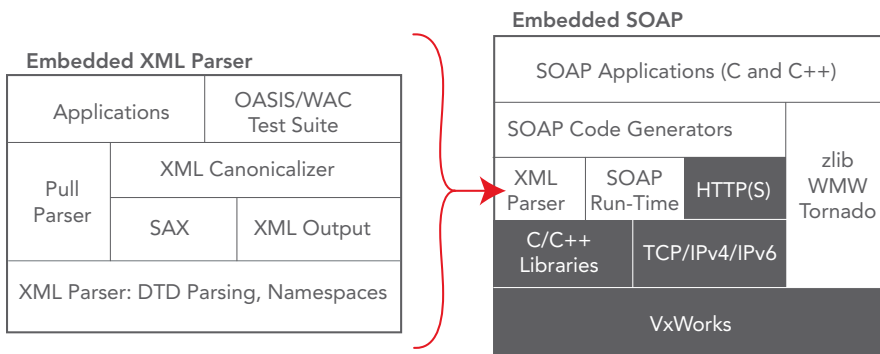 Embedded XML Parser
Applications
OASIS/WAC
Test Suite
Pull
Parser
XML Canonicalizer
SAX
XML Output
XML Parser: DTD Parsing, Namespaces
Embedded SOAP
SOAP Applications (C and C++)
SOAP Code Generators
zlib
WMW
Tornado
XML
Parser
SOAP
Run-Time
HTTP(S)
C/C++
Libraries
TCP/IPv4/IPv6
VxWorks